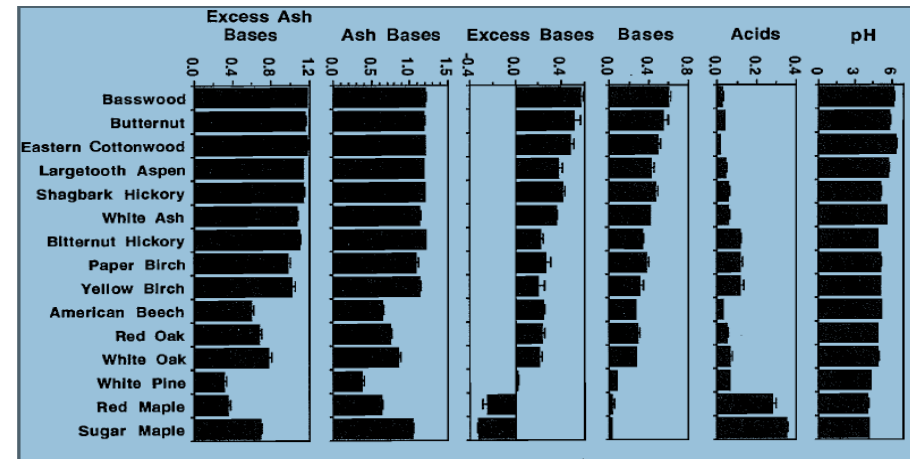 Excess Ash
Bases
Ash Bases
Excess Bases
Bases
Acids
pH
0.0 0.4 0.8 1.2
0.0 0.5 1.0 1.5
-0.4 0.0 0.4
0.0 0.4 0.8
0.0 0.2 0.4
0 3 6
Basswood
Butternut
Eastern Cottonwood
Largetooth Aspen
Shagbark Hickory
White Ash
Bitternut Hickory
Paper Birch
Yellow Birch
American Beech
Red Oak
White Oak
White Pine
Red Maple
Sugar Maple